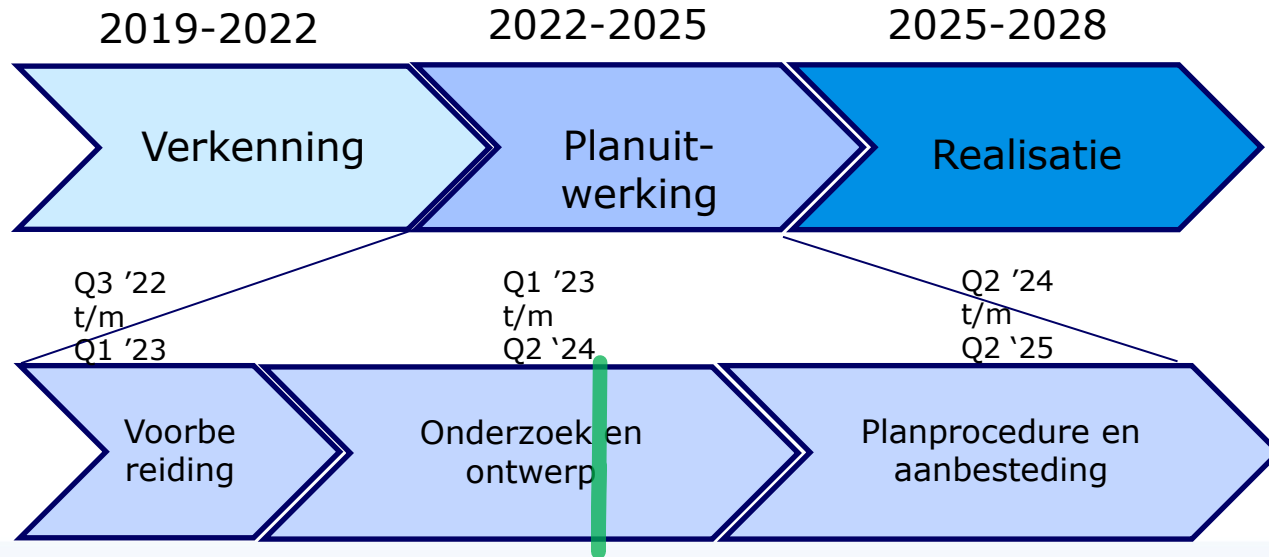 2019-2022
2022-2025
2025-2028
Verkenning
Planuit-
werking
Realisatie
Q3 ’22
t/m
Q1 ’23
Q1 ’23
t/m
Q2 ‘24
Q2 ’24
t/m
Q2 ‘25
Voorbe
reiding
Onderzoek en
ontwerp
Planprocedure en
aanbesteding